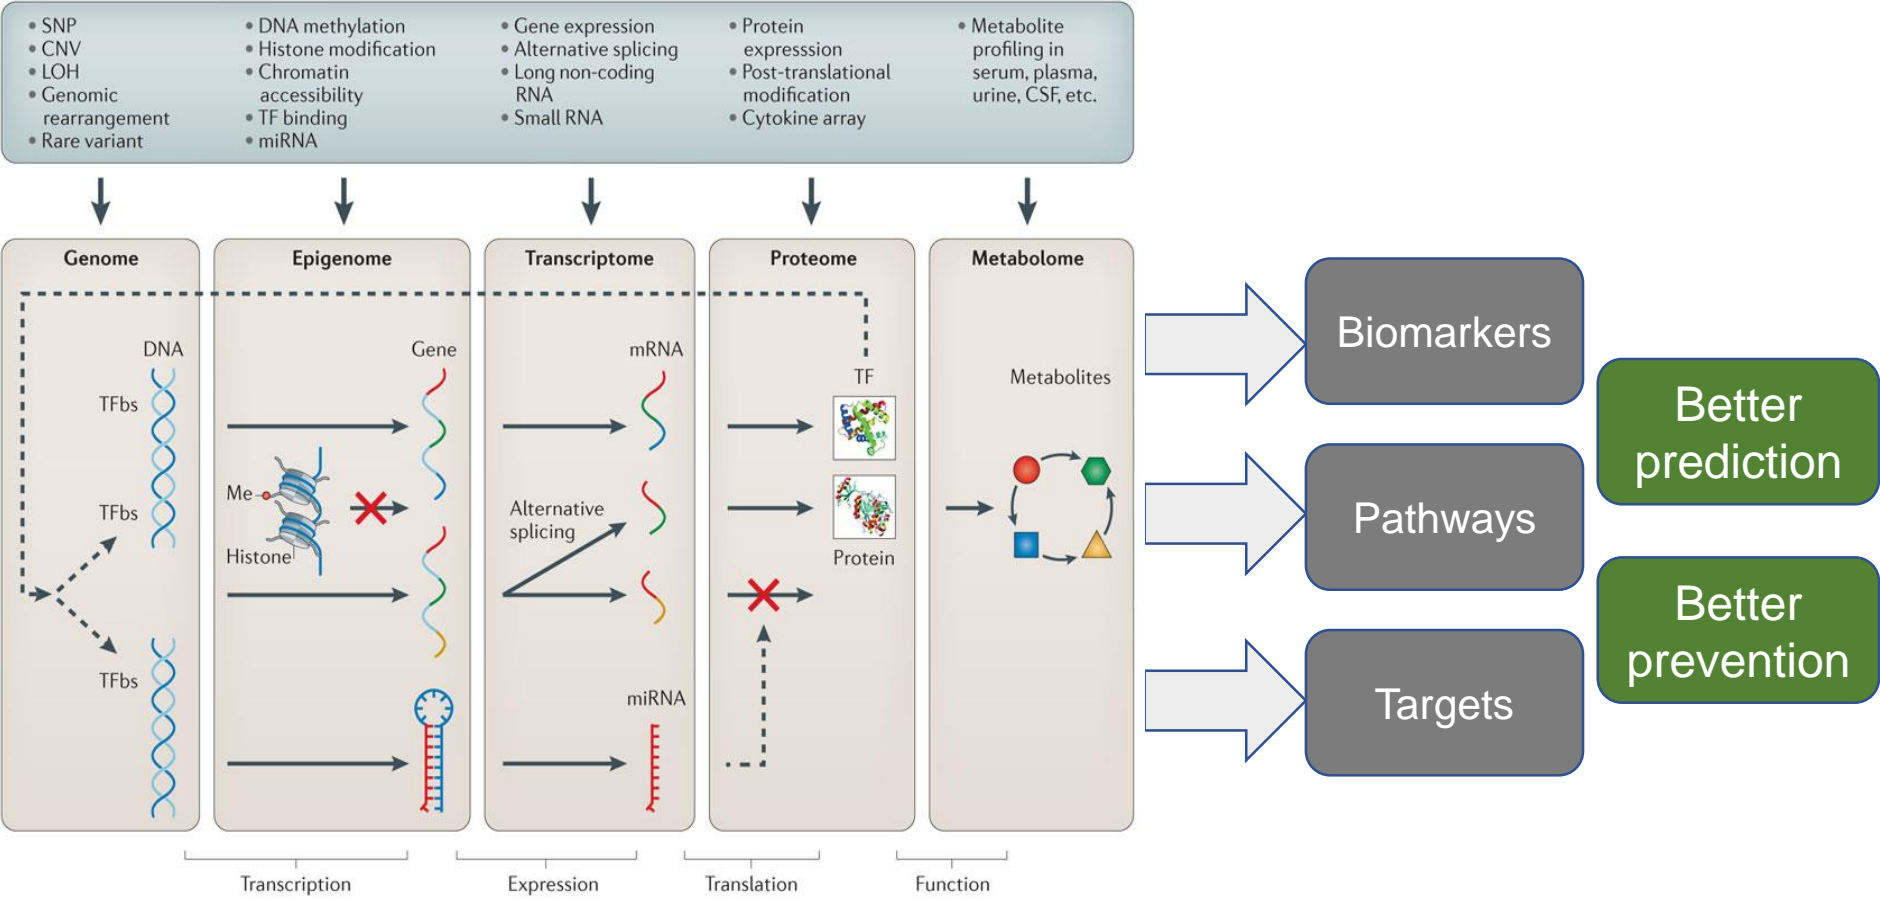 • SNP
• CNV
• LOH
• Genomic
rearrangement
• Rare variant
• DNA methylation
• Histone modification
• Chromatin
accessibility
• TF binding
• miRNA
• Gene expression
• Alternative splicing
• Long non-coding
RNA
• Small RNA
• Protein
expresssion
• Post-translational
modification
• Cytokine array
• Metabolite
profiling in
serum, plasma,
urine, CSF, etc.
Genome
DNA
TFbs
TFbs
TFbs
Epigenome
Gene
Me
Histone
Transcriptome
mRNA
Alternative
splicing
miRNA
Proteome
TF
Protein
Metabolome
Metabolites
Transcription
Expression
Translation
Function
Biomarkers
Pathways
Targets
Better
prediction
Better
prevention